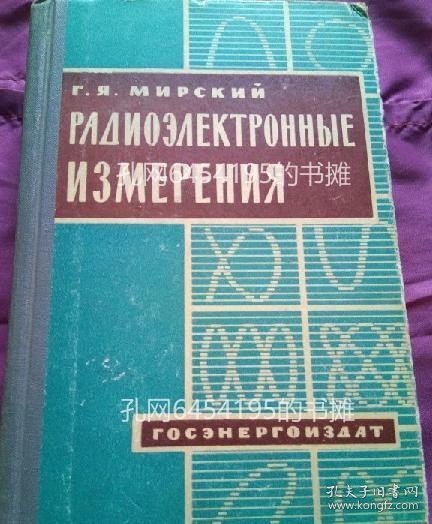 Г. Я. МИРСКИЙ
РАДИОЭЛЕКТРОННЫЕ
ИЗМЕРЕНИЯ
孔网6454195的书摊
孔网6454195的书摊
ГОСЭНЕРГОИЗДАТ
孔夫子旧书网
www.kongfz.com